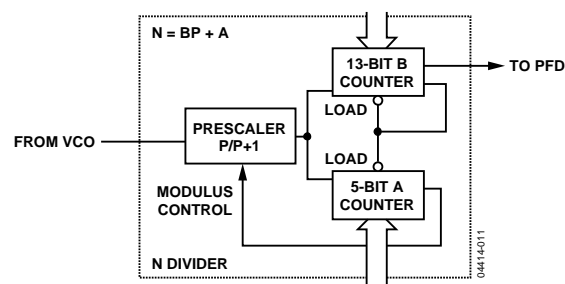 N = BP + A
13-BIT B
COUNTER
TO PFD
LOAD
PRESCALER
P/P+1
FROM VCO
LOAD
MODULUS
CONTROL
5-BIT A
COUNTER
N DIVIDER
04414-011